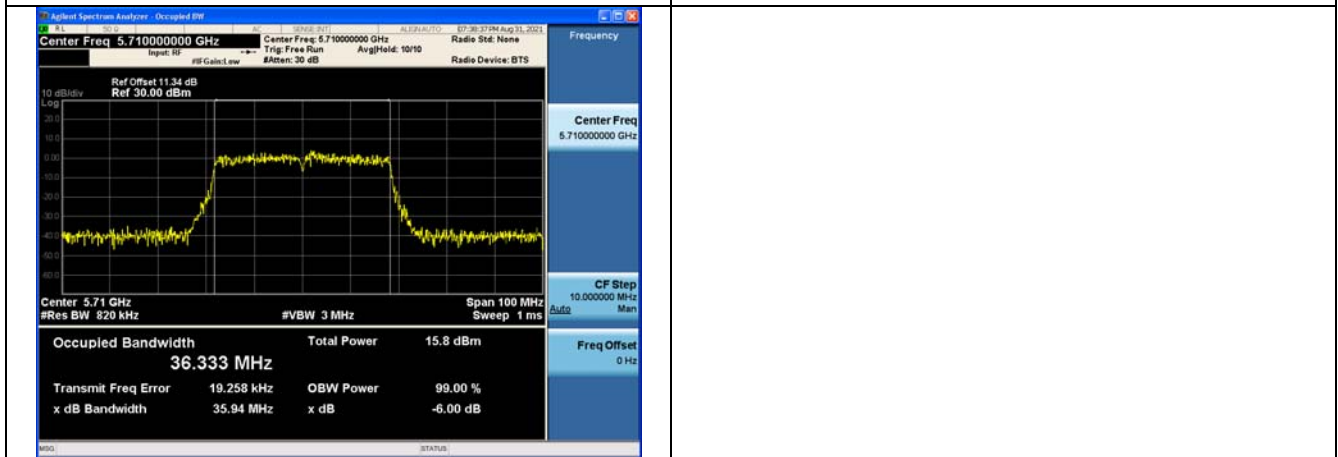 Agilent Spectrum Analyzer - Occupied BW
RL 50 Ω AC SENSE:INT ALIGNAUTO 07:38:37 PM Aug 31, 2021
Center Freq 5.710000000 GHz
Input: RF
#IFGain:Low
Center Freq: 5.710000000 GHz
Trig: Free Run Avg|Hold: 10/10
#Atten: 30 dB
Radio Std: None
Radio Device: BTS
Frequency
Ref Offset 11.34 dB
10 dB/div Ref 30.00 dBm
Log
20.0
10.0
0.00
-10.0
-20.0
-30.0
-40.0
-50.0
-60.0
Center Freq
5.710000000 GHz
Center 5.71 GHz Span 100 MHz
#Res BW 820 kHz #VBW 3 MHz Sweep 1 ms
CF Step
10.000000 MHz
Auto Man
Occupied Bandwidth Total Power 15.8 dBm
36.333 MHz
Transmit Freq Error 19.258 kHz OBW Power 99.00 %
x dB Bandwidth 35.94 MHz x dB -6.00 dB
Freq Offset
0 Hz
MSG STATUS